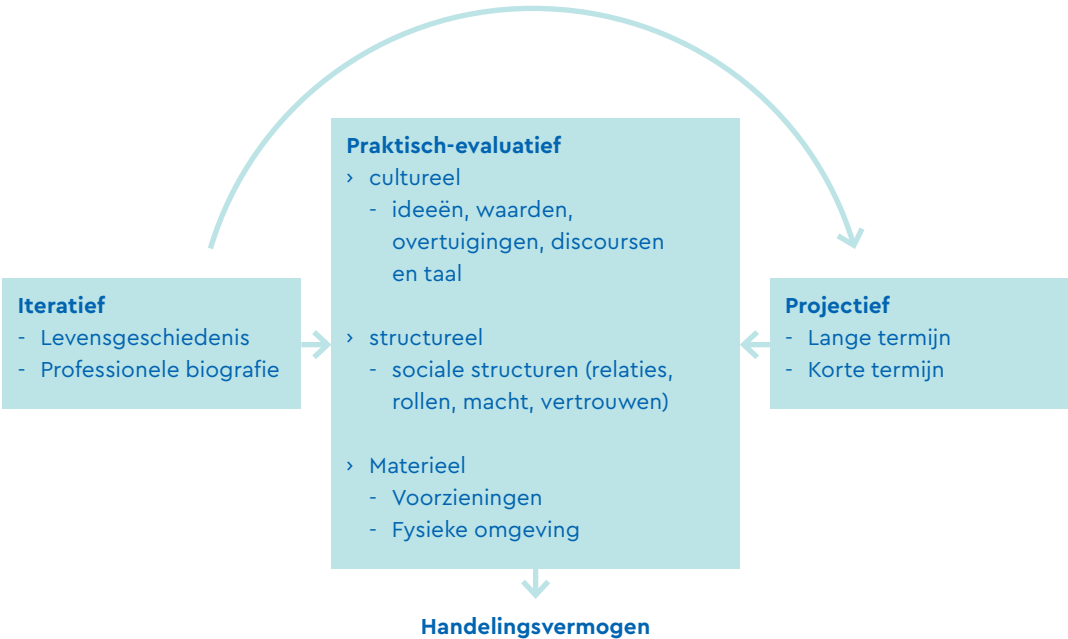 Praktisch-evaluatief
› cultureel
- ideeën, waarden,
overtuigingen, discoursen
en taal
› structureel
- sociale structuren (relaties,
rollen, macht, vertrouwen)
› Materieel
- Voorzieningen
- Fysieke omgeving
Iteratief
- Levensgeschiedenis
- Professionele biografie
Projectief
- Lange termijn
- Korte termijn
Handelingsvermogen